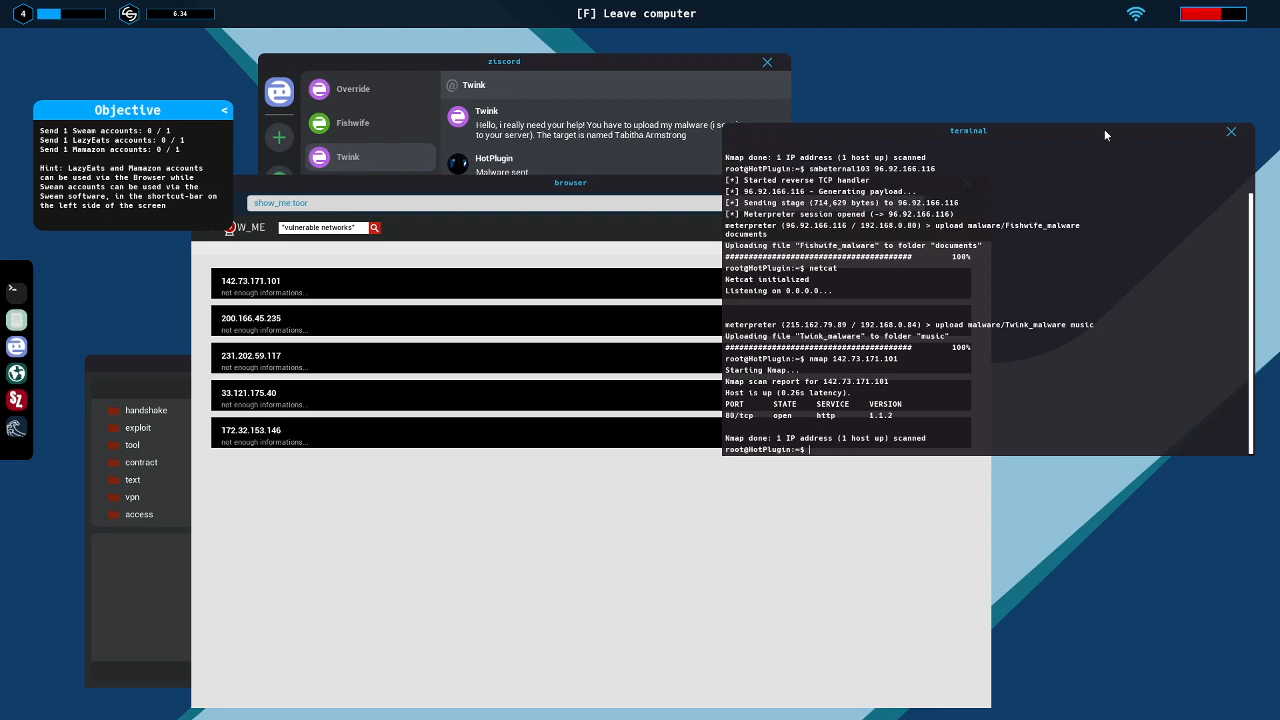 4
6.34
[F] Leave computer
ziscord
Objective
<
Send 1 Sweam accounts: 0 / 1
Send 1 LazyEats accounts: 0 / 1
Send 1 Mamazon accounts: 0 / 1
Hint: LazyEats and Mamazon accounts
can be used via the Browser while
Sweam accounts can be used via the
Sweam software, in the shortcut-bar on
the left side of the screen
Override
Fishwife
Twink
@ Twink
Twink
Hello, i really need your help! You have to upload my malware (i se
to your server). The target is named Tabitha Armstrong
HotPlugin
Malware sent
browser
show_me.toor
W_ME
"vulnerable networks"
142.73.171.101
not enough informations...
200.166.45.235
not enough informations...
231.202.59.117
not enough informations...
33.121.175.40
not enough informations...
172.32.153.146
not enough informations...
handshake
exploit
tool
contract
text
vpn
access
terminal
Nmap done: 1 IP address (1 host up) scanned
root@HotPlugin:~$ smbeternal103 96.92.166.116
[*] Started reverse TCP handler
[*] 96.92.166.116 - Generating payload...
[*] Sending stage (714,629 bytes) to 96.92.166.116
[*] Meterpreter session opened (-> 96.92.166.116)
meterpreter (96.92.166.116 / 192.168.0.80) > upload malware/Fishwife_malware
documents
Uploading file "Fishwife_malware" to folder "documents"
####################################### 100%
root@HotPlugin:~$ netcat
Netcat initialized
Listening on 0.0.0.0...
meterpreter (215.162.79.89 / 192.168.0.84) > upload malware/Twink_malware music
Uploading file "Twink_malware" to folder "music"
####################################### 100%
root@HotPlugin:~$ nmap 142.73.171.101
Starting Nmap...
Nmap scan report for 142.73.171.101
Host is up (0.26s latency).
PORT STATE SERVICE VERSION
80/tcp open http 1.1.2
Nmap done: 1 IP address (1 host up) scanned
root@HotPlugin:~$